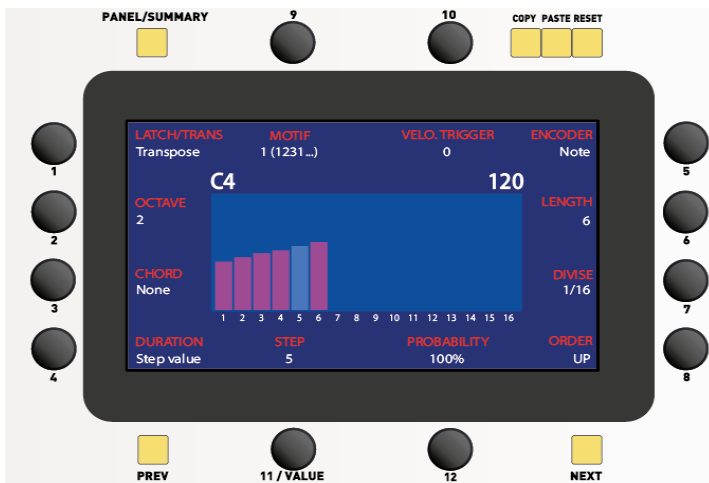 PANEL/SUMMARY 9 10 COPY PASTE RESET
LATCH/TRANS MOTIF VELO. TRIGGER ENCODER
Transpose 1 (1231...) 0 Note
1 5
C4 120
OCTAVE LENGTH
2 6
2 6
CHORD DIVISE
None 1/16
3 7
1 2 3 4 5 6 7 8 9 10 11 12 13 14 15 16
DURATION STEP PROBABILITY ORDER
Step value 5 100% UP
4 8
PREV 11 / VALUE 12 NEXT